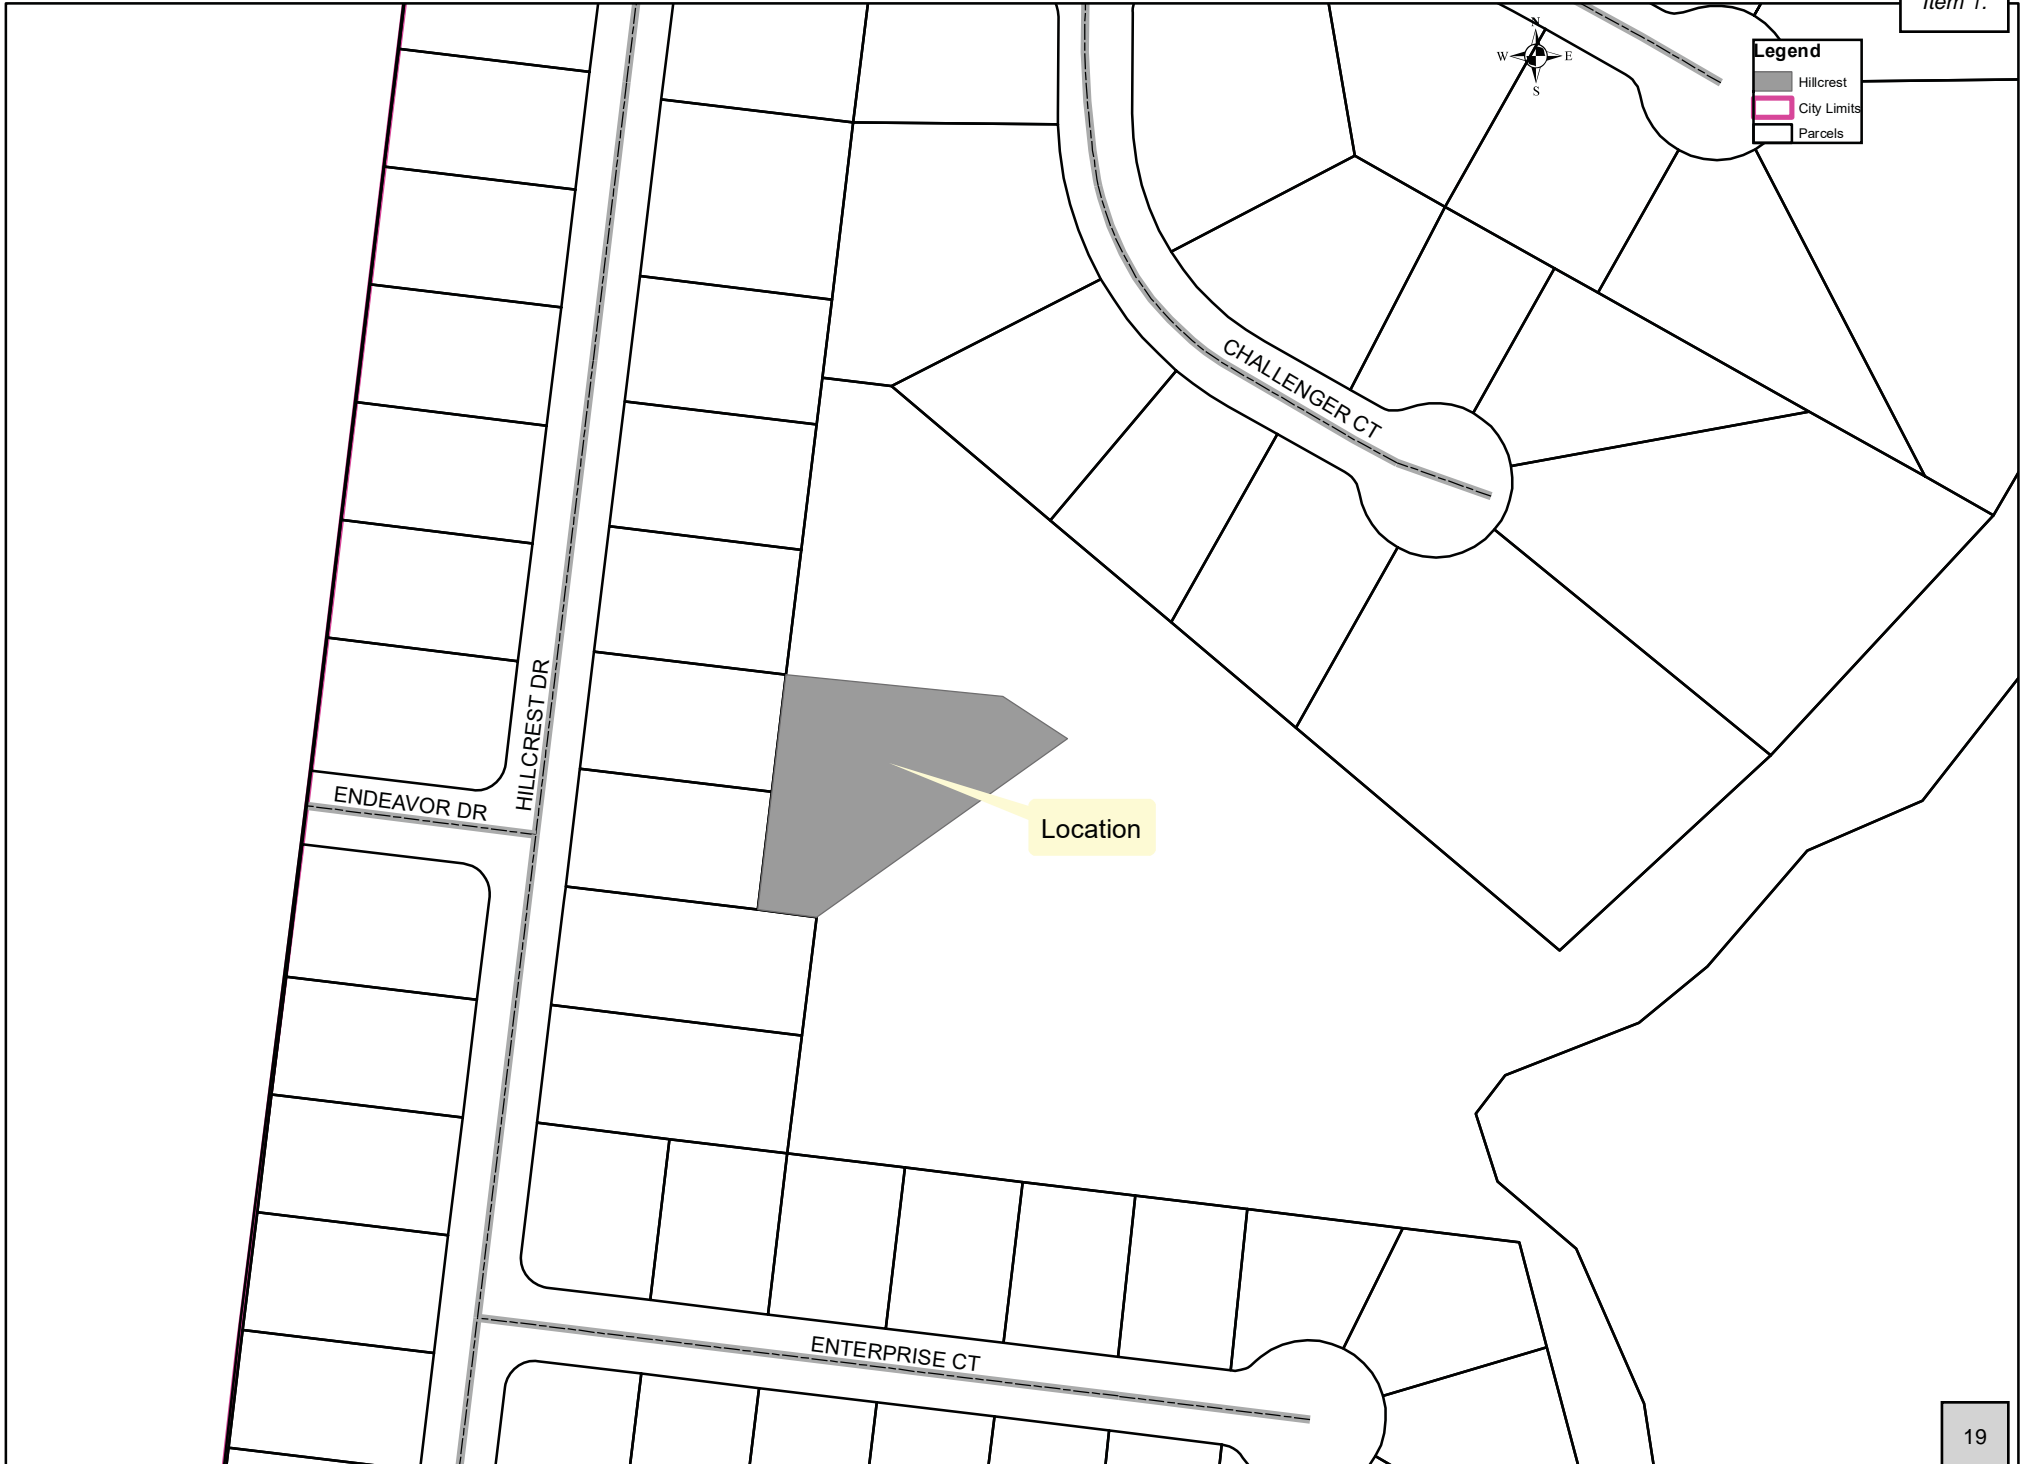 Item 1.
N
W
E
S
Legend
Hillcrest
City Limits
Parcels
CHALLENGER CT
HILLCREST DR
ENDEAVOR DR
Location
ENTERPRISE CT
19